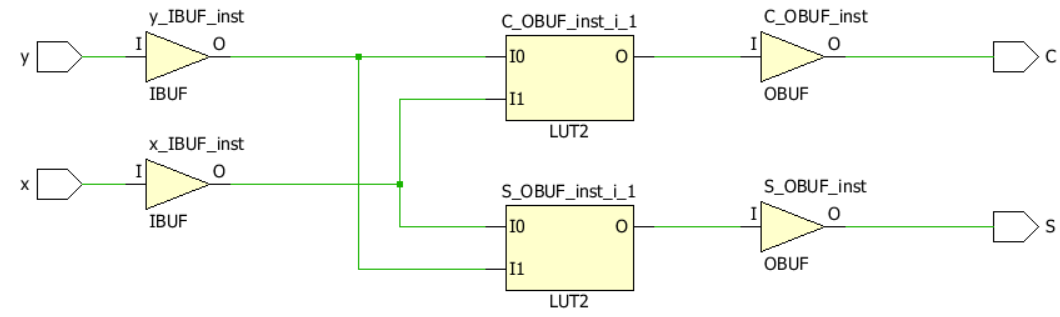 y_IBUF_inst
C_OBUF_inst_i_1
C_OBUF_inst
y
I
O
I0
O
I
O
C
IBUF
I1
OBUF
LUT2
x_IBUF_inst
x
I
O
S_OBUF_inst_i_1
S_OBUF_inst
IBUF
I0
O
I
O
S
I1
OBUF
LUT2